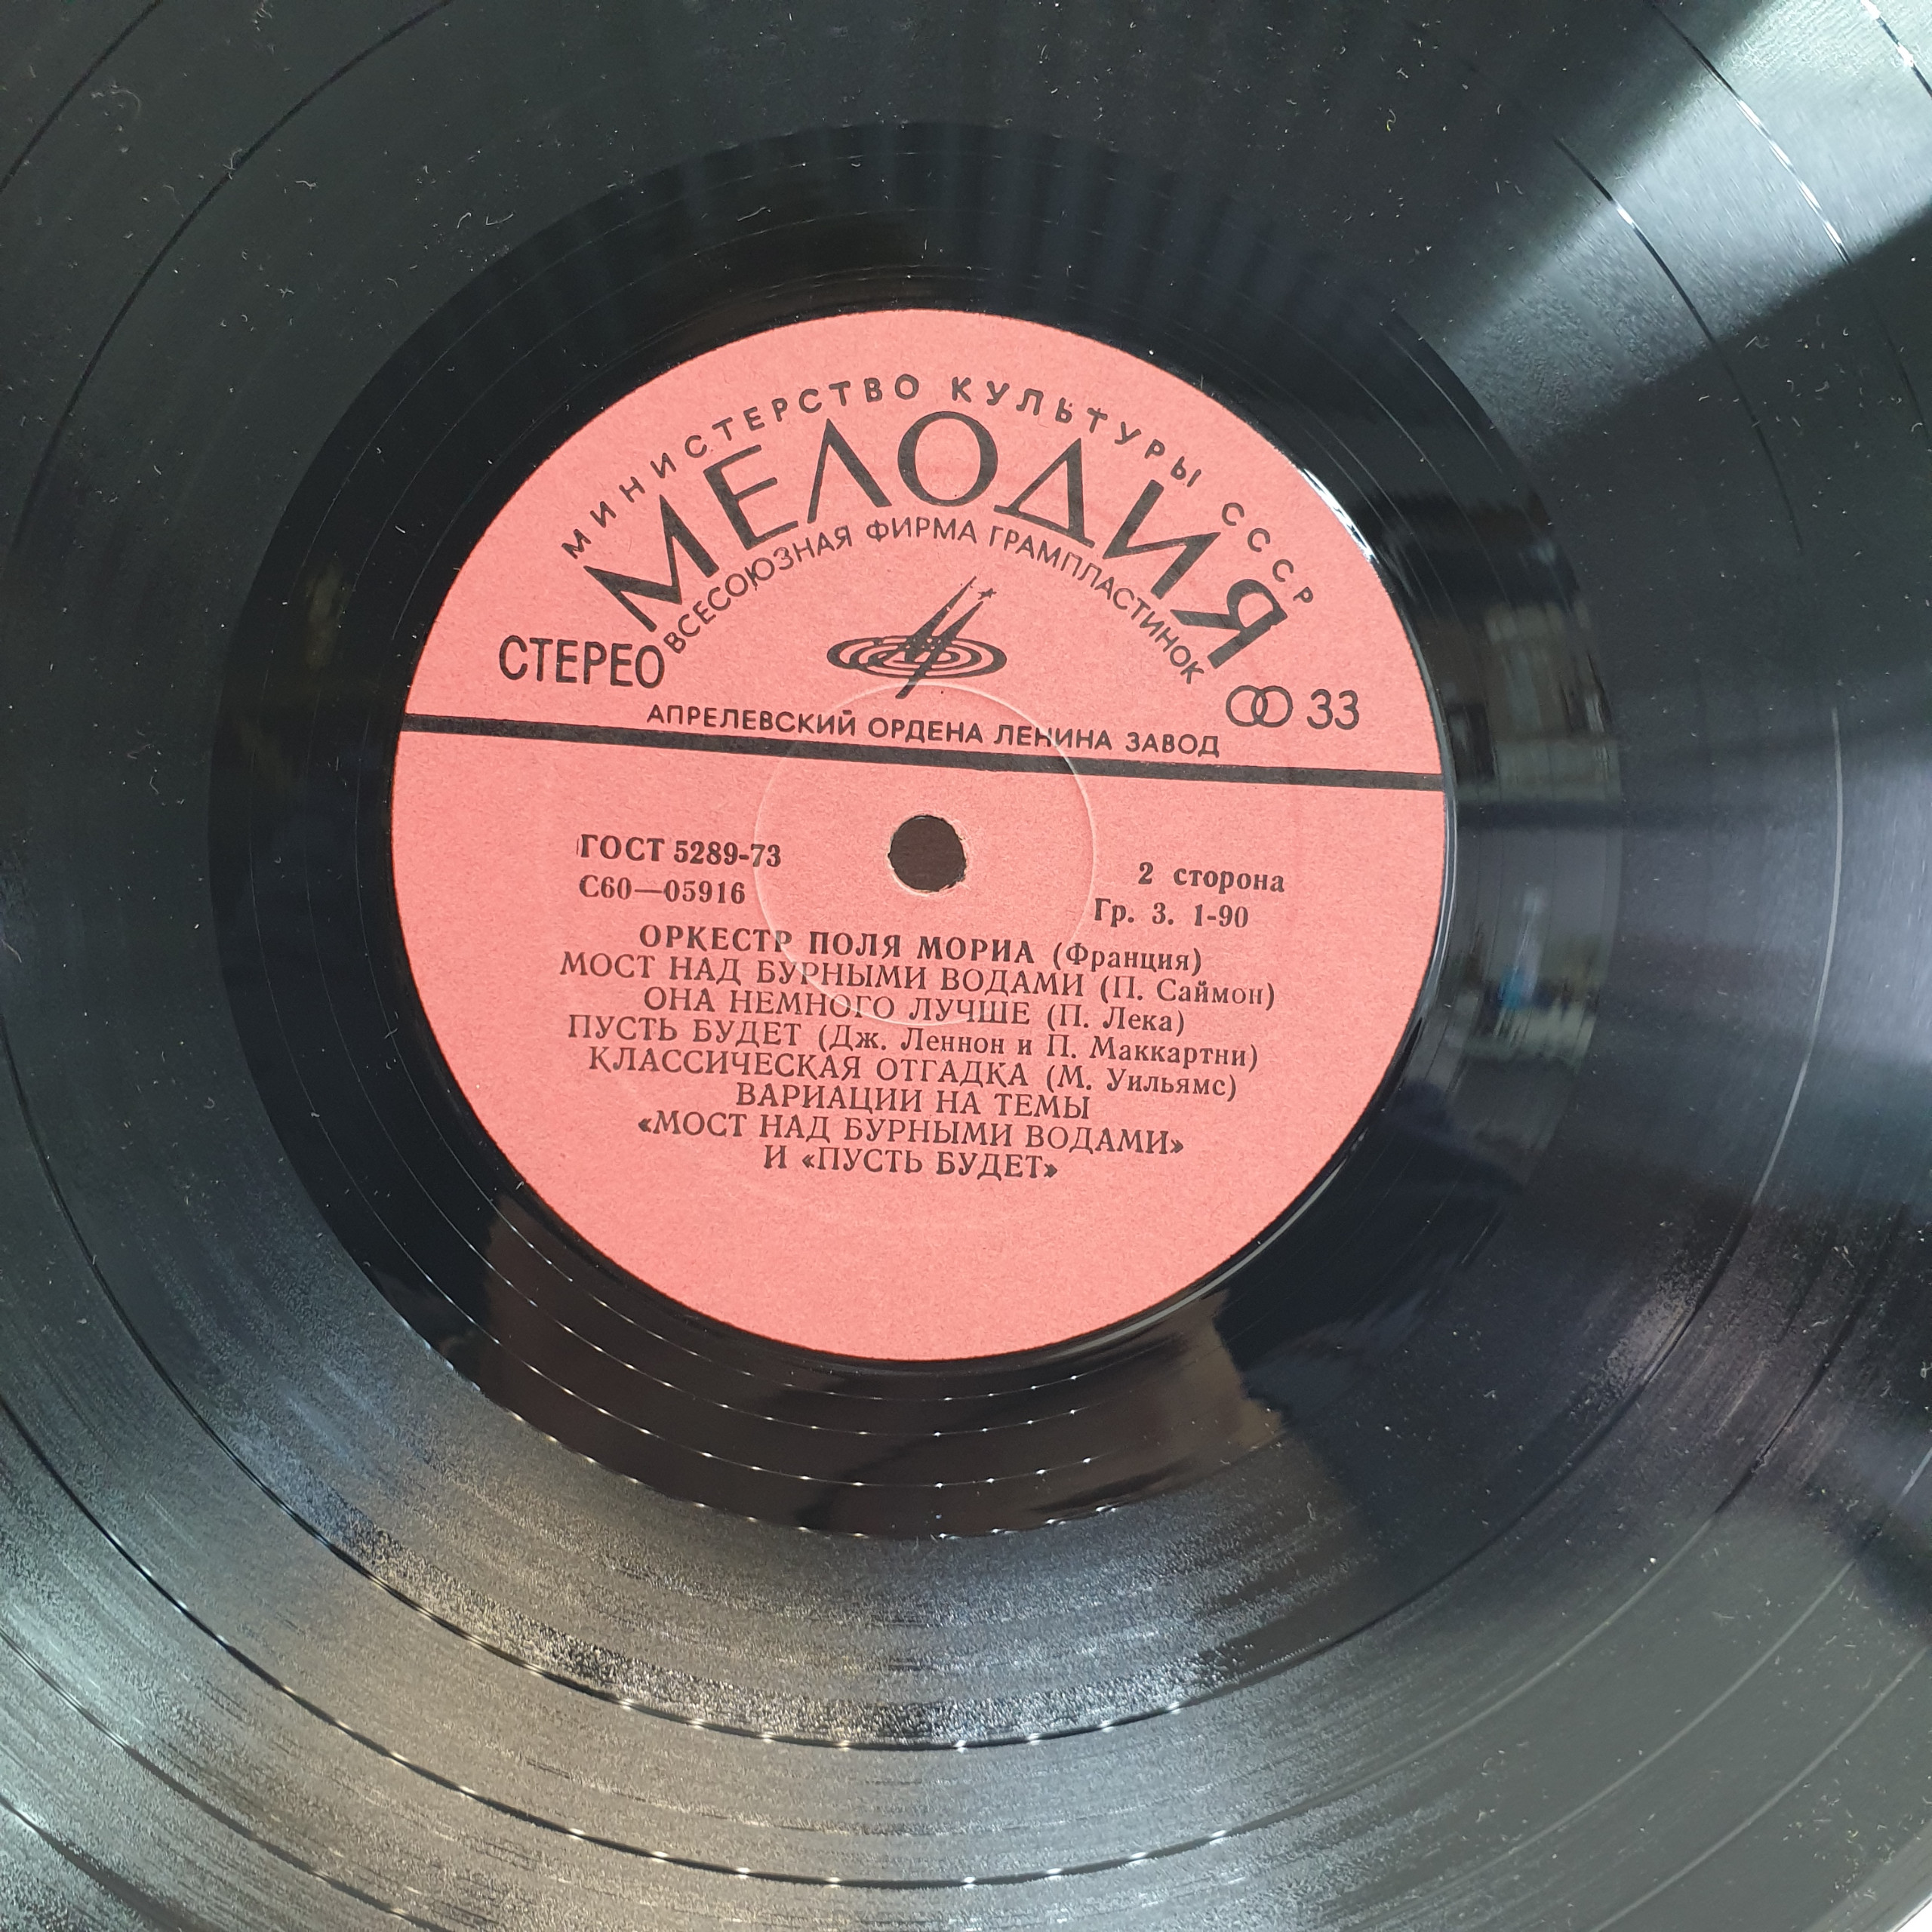 МИНИСТЕРСТВО КУЛЬТУРЫ СССР
МЕЛОДИЯ
ВСЕСОЮЗНАЯ ФИРМА ГРАМПЛАСТИНОК
СТЕРЕО
33
АПРЕЛЕВСКИЙ ОРДЕНА ЛЕНИНА ЗАВОД
ГОСТ 5289-73
С60—05916
2 сторона
Гр. 3. 1-90
ОРКЕСТР ПОЛЯ МОРИА (Франция)
МОСТ НАД БУРНЫМИ ВОДАМИ (П. Саймон)
ОНА НЕМНОГО ЛУЧШЕ (П. Лека)
ПУСТЬ БУДЕТ (Дж. Леннон и П. Маккартни)
КЛАССИЧЕСКАЯ ОТГАДКА (М. Уильямс)
ВАРИАЦИИ НА ТЕМЫ
«МОСТ НАД БУРНЫМИ ВОДАМИ»
И «ПУСТЬ БУДЕТ»